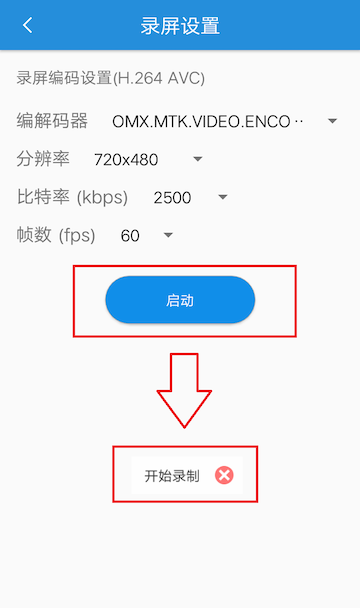 录屏设置
录屏编码设置(H.264 AVC)
编解码器 OMX.MTK.VIDEO.ENCO··
分辨率 720x480
比特率 (kbps) 2500
帧数 (fps) 60
启动
开始录制